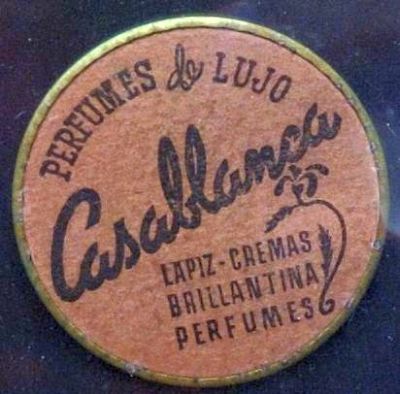 PERFUMES de LUJO
Casablanca
LAPIZ-CREMAS
BRILLANTINA
PERFUMES